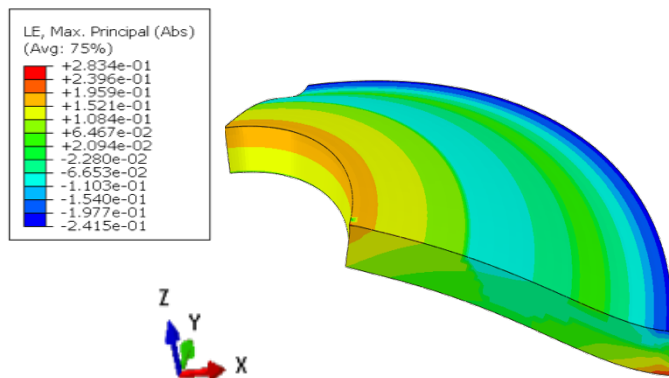 LE, Max. Principal (Abs)
(Avg: 75%)
+2.834e-01
+2.396e-01
+1.959e-01
+1.521e-01
+1.084e-01
+6.467e-02
+2.094e-02
-2.280e-02
-6.653e-02
-1.103e-01
-1.540e-01
-1.977e-01
-2.415e-01
Z
Y
X